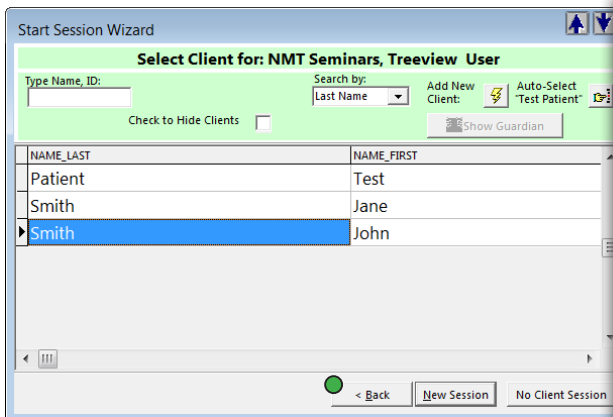 Start Session Wizard
Select Client for: NMT Seminars, Treeview User
Type Name, ID:
Search by:
Last Name
Add New
Client:
Auto-Select
"Test Patient"
Check to Hide Clients
Show Guardian
NAME_LAST NAME_FIRST
Patient Test
Smith Jane
Smith John
< Back New Session No Client Session